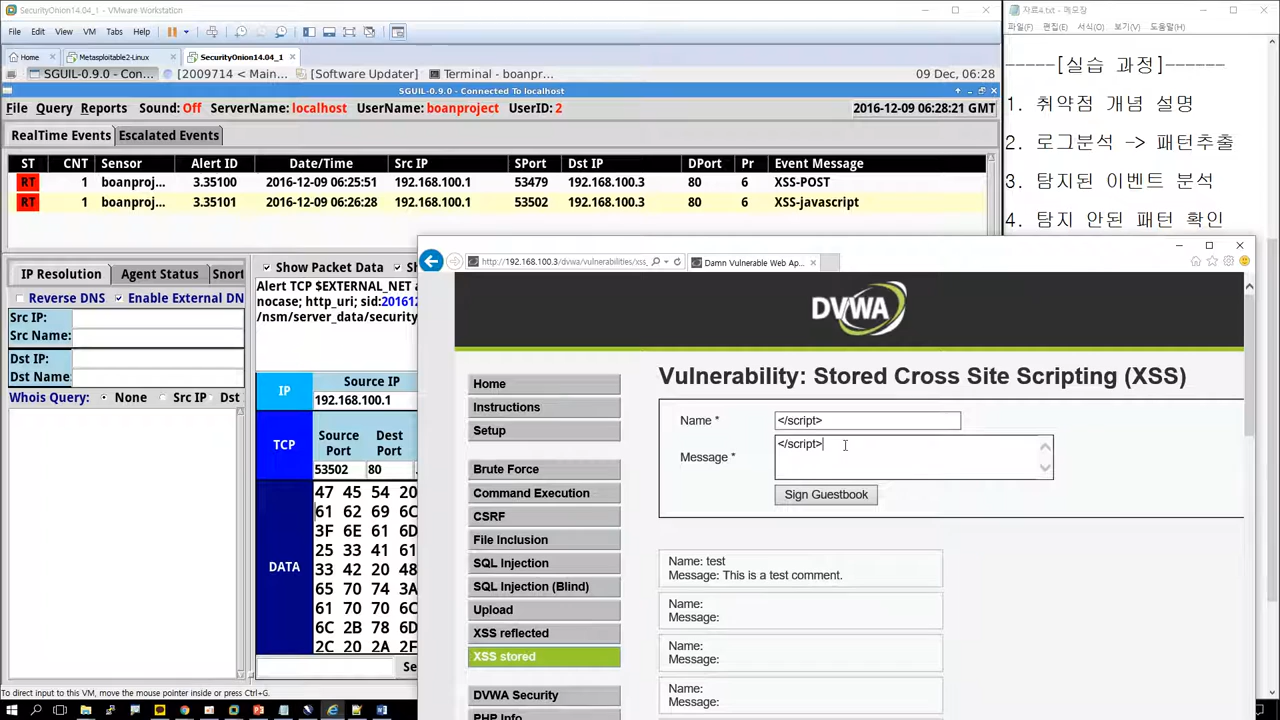 SecurityOnion14.04_1 - VMware Workstation
File Edit View VM Tabs Help
Home Metasploitable2-Linux SecurityOnion14.04_1
SGUIL-0.9.0 - Con... [2009714 < Main... [Software Updater] Terminal - boanpr... 09 Dec, 06:28
SGUIL-0.9.0 - Connected To localhost
File Query Reports Sound: Off ServerName: localhost UserName: boanproject UserID: 2 2016-12-09 06:28:21 GMT
RealTime Events Escalated Events
ST CNT Sensor Alert ID Date/Time Src IP SPort Dst IP DPort Pr Event Message
RT 1 boanproj... 3.35100 2016-12-09 06:25:51 192.168.100.1 53479 192.168.100.3 80 6 XSS-POST
RT 1 boanproj... 3.35101 2016-12-09 06:26:28 192.168.100.1 53502 192.168.100.3 80 6 XSS-javascript
IP Resolution Agent Status Snort
Reverse DNS Enable External DN
Src IP:
Src Name:
Dst IP:
Dst Name:
Whois Query: None Src IP Dst
Show Packet Data
Alert TCP $EXTERNAL_NET a
nocase; http_uri; sid:201612
/nsm/server_data/security
IP Source IP
192.168.100.1
TCP Source Port Dest Port
53502 80
DATA
47 45 54 20
61 62 69 6C
3F 6E 61 6D
25 33 41 61
33 42 20 48
65 70 74 3A
61 70 70 6C
6C 2B 78 6D
2C 20 2A 2F
To direct input to this VM, move the mouse pointer inside or press Ctrl+G.
자료4.txt - 메모장
파일(F) 편집(E) 서식(O) 보기(V) 도움말(H)
-----[실습 과정]------
1. 취약점 개념 설명
2. 로그분석 -> 패턴추출
3. 탐지된 이벤트 분석
4. 탐지 안된 패턴 확인
http://192.168.100.3/dvwa/vulnerabilities/xss_ Damn Vulnerable Web Ap...
DVWA
Home
Instructions
Setup
Brute Force
Command Execution
CSRF
File Inclusion
SQL Injection
SQL Injection (Blind)
Upload
XSS reflected
XSS stored
DVWA Security
PHP Info
Vulnerability: Stored Cross Site Scripting (XSS)
Name * </script>
Message * </script>
Sign Guestbook
Name: test
Message: This is a test comment.
Name:
Message:
Name:
Message:
Name:
Message: